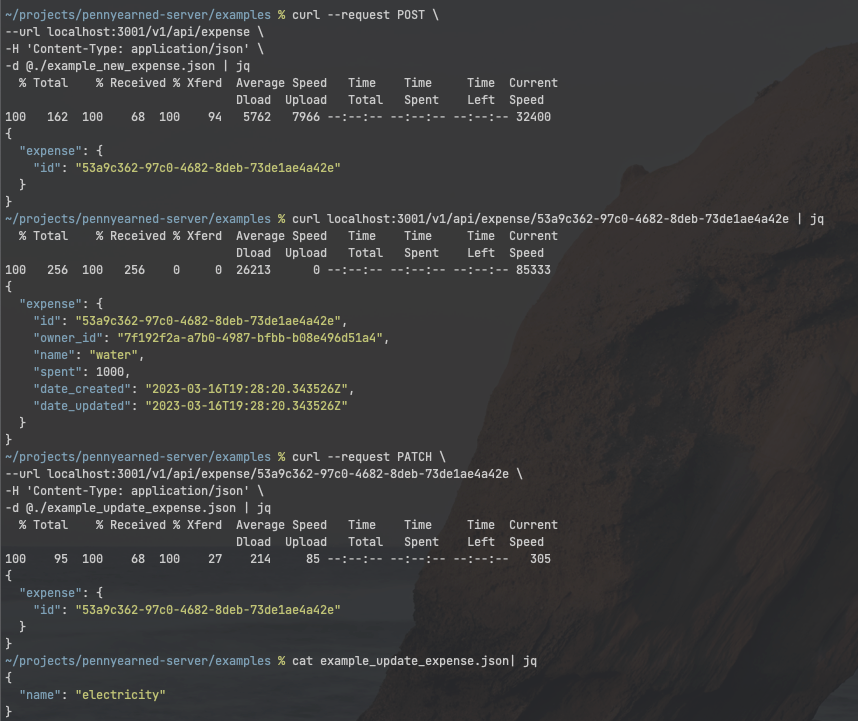 ~/projects/pennyearned-server/examples % curl --request POST \
--url localhost:3001/v1/api/expense \
-H 'Content-Type: application/json' \
-d @./example_new_expense.json | jq
  % Total    % Received % Xferd  Average Speed   Time    Time     Time  Current
                                 Dload  Upload   Total   Spent    Left  Speed
100   162  100    68  100    94   5762   7966 --:--:-- --:--:-- --:--:-- 32400
{
  "expense": {
    "id": "53a9c362-97c0-4682-8deb-73de1ae4a42e"
  }
}
~/projects/pennyearned-server/examples % curl localhost:3001/v1/api/expense/53a9c362-97c0-4682-8deb-73de1ae4a42e | jq
  % Total    % Received % Xferd  Average Speed   Time    Time     Time  Current
                                 Dload  Upload   Total   Spent    Left  Speed
100   256  100   256    0     0  26213      0 --:--:-- --:--:-- --:--:-- 85333
{
  "expense": {
    "id": "53a9c362-97c0-4682-8deb-73de1ae4a42e",
    "owner_id": "7f192f2a-a7b0-4987-bfbb-b08e496d51a4",
    "name": "water",
    "spent": 1000,
    "date_created": "2023-03-16T19:28:20.343526Z",
    "date_updated": "2023-03-16T19:28:20.343526Z"
  }
}
~/projects/pennyearned-server/examples % curl --request PATCH \
--url localhost:3001/v1/api/expense/53a9c362-97c0-4682-8deb-73de1ae4a42e \
-H 'Content-Type: application/json' \
-d @./example_update_expense.json | jq
  % Total    % Received % Xferd  Average Speed   Time    Time     Time  Current
                                 Dload  Upload   Total   Spent    Left  Speed
100    95  100    68  100    27    214     85 --:--:-- --:--:-- --:--:--   305
{
  "expense": {
    "id": "53a9c362-97c0-4682-8deb-73de1ae4a42e"
  }
}
~/projects/pennyearned-server/examples % cat example_update_expense.json| jq
{
  "name": "electricity"
}